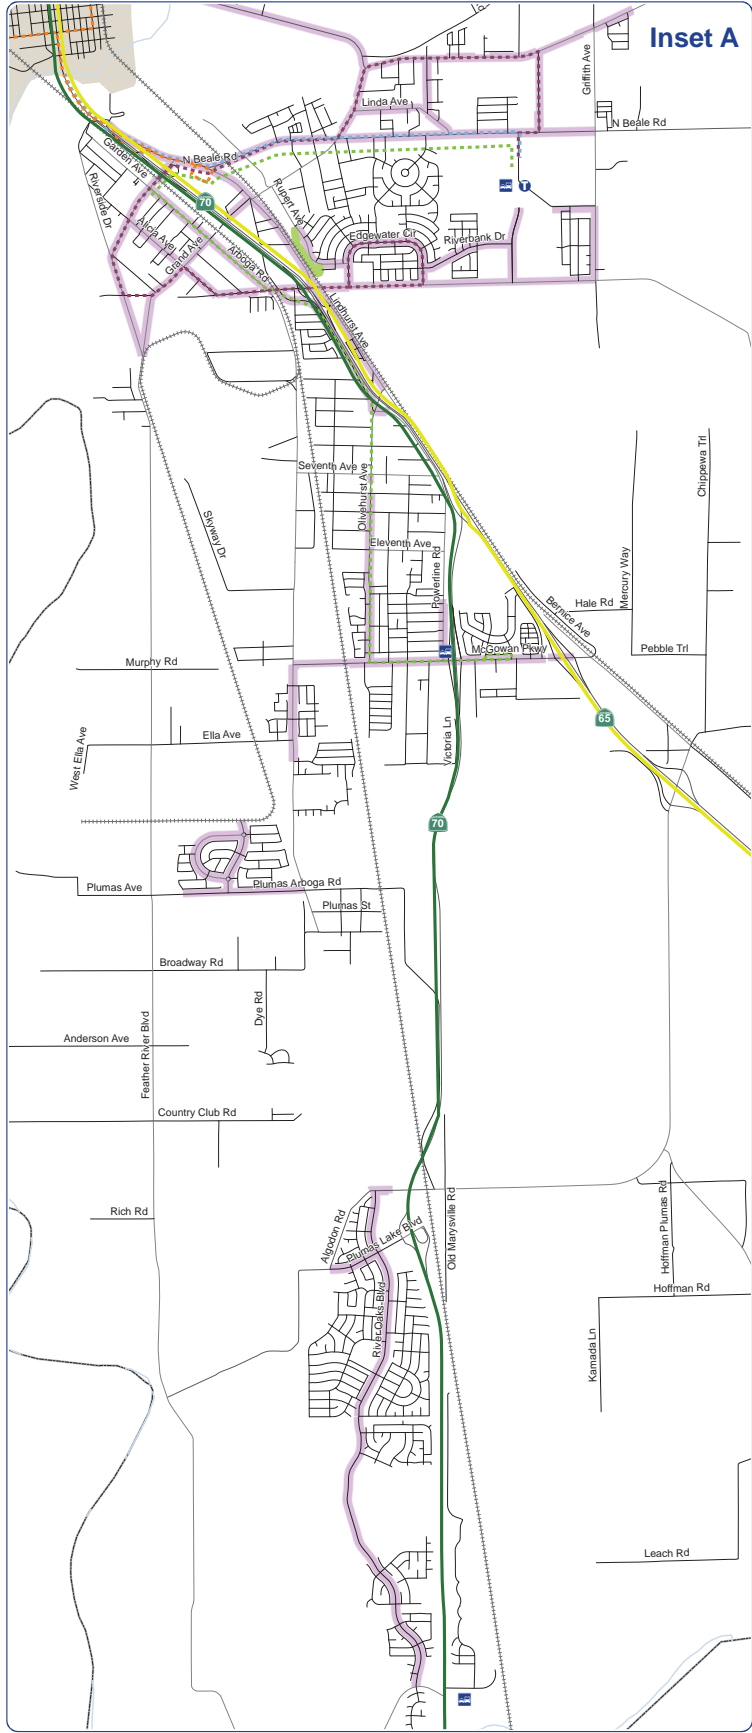 Inset A
Griffith Ave
Linda Ave
N Beale Rd
Garden Ave
N Beale Rd
Riverside Dr
Rupert Ave
T
70
Alicia Ave
Edgewater Cir
Riverbank Dr
Grand Ave
Arboga Rd
Lindhurst Ave
Chippewa Trl
Seventh Ave
Olivehurst Ave
Skyway Dr
Eleventh Ave
Powerline Rd
Mercury Way
Hale Rd
Bernice Ave
McGowan Pkwy
Pebble Trl
Murphy Rd
65
West Ella Ave
Ella Ave
Victoria Ln
70
Plumas Ave
Plumas Arboga Rd
Plumas St
Broadway Rd
Dye Rd
Anderson Ave
Feather River Blvd
Country Club Rd
Rich Rd
Algodon Rd
Plumas Lake Blvd
Old Marysville Rd
Hoffman Plumas Rd
Hoffman Rd
River Oaks Blvd
Kamada Ln
Leach Rd